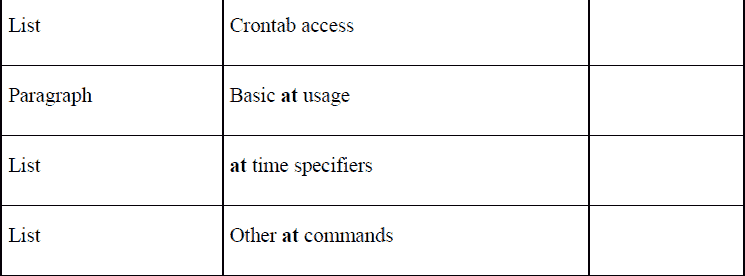 List Crontab access
Paragraph Basic at usage
List at time specifiers
List Other at commands